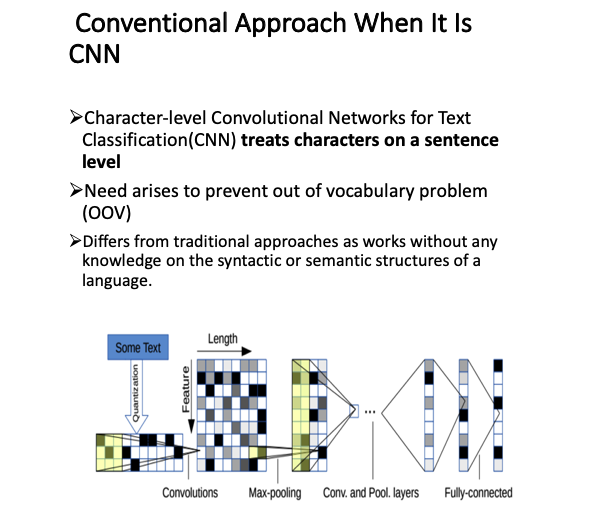 Conventional Approach When It Is
CNN
➢Character-level Convolutional Networks for Text
Classification(CNN) treats characters on a sentence
level
➢Need arises to prevent out of vocabulary problem
(OOV)
➢Differs from traditional approaches as works without any
knowledge on the syntactic or semantic structures of a
language.
Length
Some Text
Quantization
Feature
...
Convolutions
Max-pooling
Conv. and Pool. layers
Fully-connected